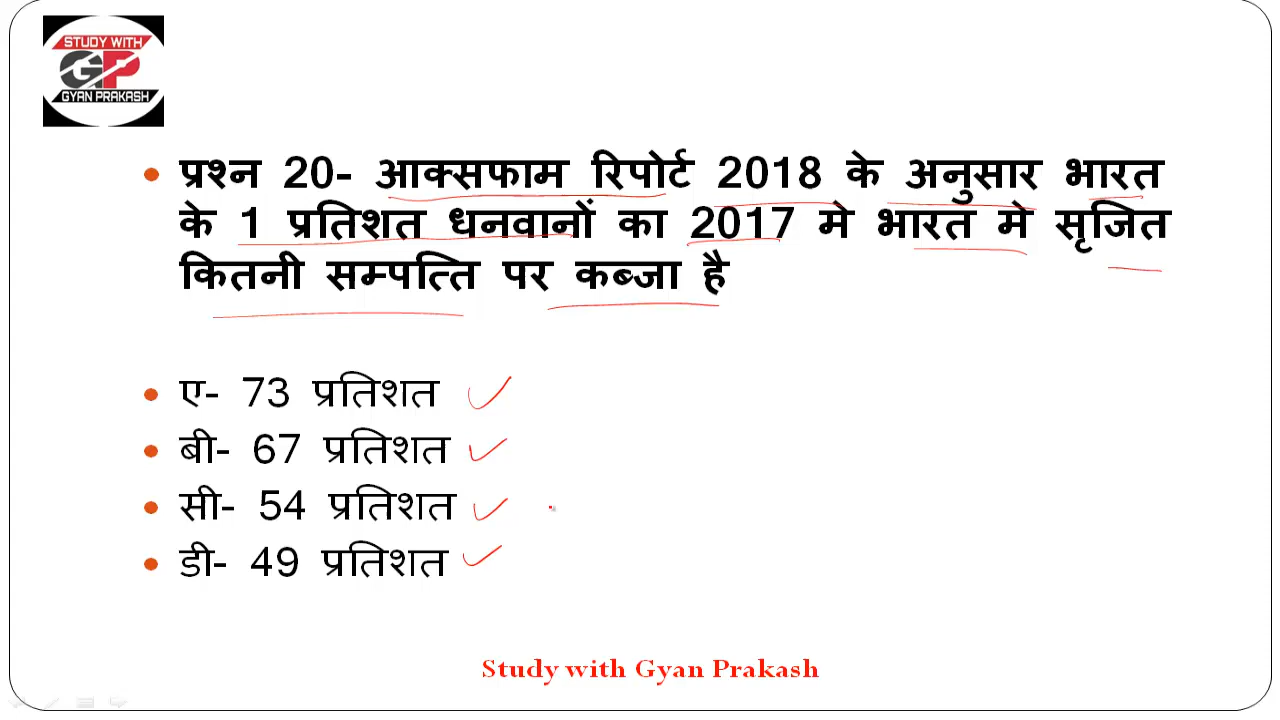 STUDY WITH
GP
GYAN PRAKASH
• प्रश्न 20- आक्सफाम रिपोर्ट 2018 के अनुसार भारत
के 1 प्रतिशत धनवानों का 2017 मे भारत मे सृजित
कितनी सम्पत्ति पर कब्जा है
• ए- 73 प्रतिशत
• बी- 67 प्रतिशत
• सी- 54 प्रतिशत
• डी- 49 प्रतिशत
Study with Gyan Prakash